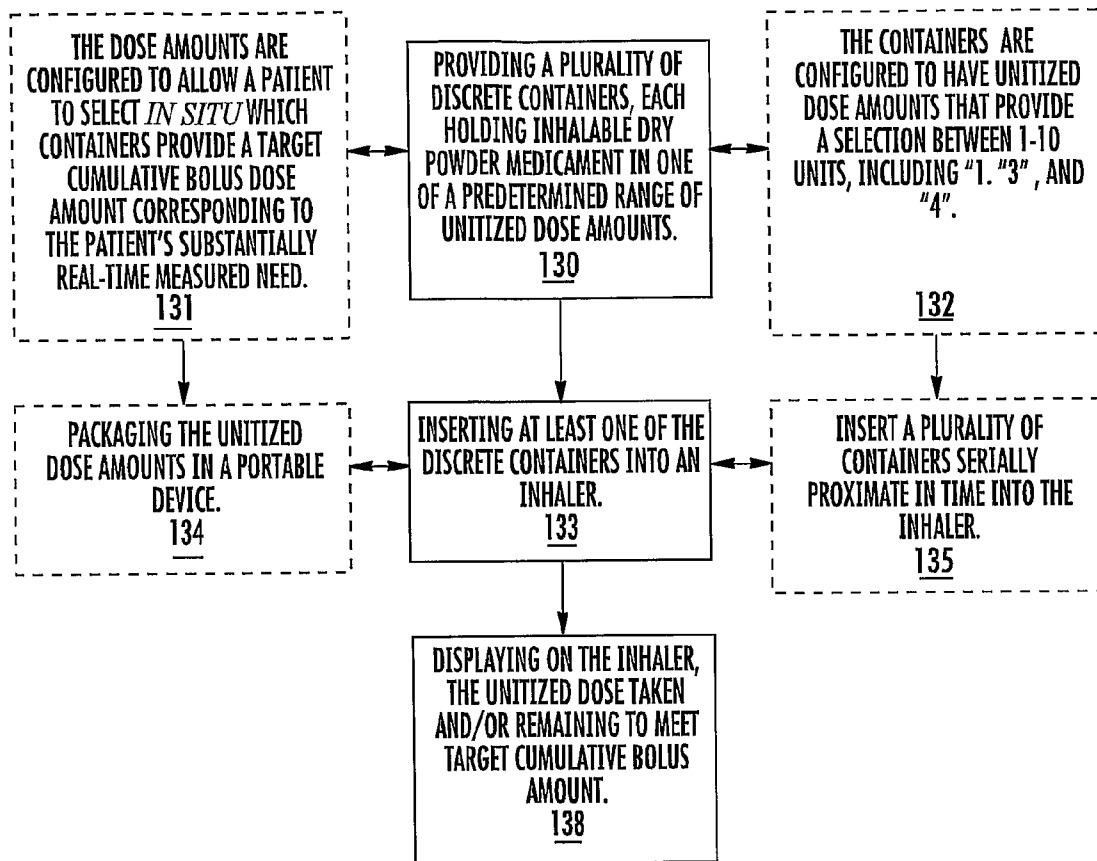 THE DOSE AMOUNTS ARE
CONFIGURED TO ALLOW A PATIENT
TO SELECT IN SITU WHICH
CONTAINERS PROVIDE A TARGET
CUMULATIVE BOLUS DOSE
AMOUNT CORRESPONDING TO
THE PATIENT'S SUBSTANTIALLY
REAL-TIME MEASURED NEED.
131
PROVIDING A PLURALITY OF
DISCRETE CONTAINERS, EACH
HOLDING INHALABLE DRY
POWDER MEDICAMENT IN ONE
OF A PREDETERMINED RANGE OF
UNITIZED DOSE AMOUNTS.
130
THE CONTAINERS ARE
CONFIGURED TO HAVE UNITIZED
DOSE AMOUNTS THAT PROVIDE
A SELECTION BETWEEN 1-10
UNITS, INCLUDING "1. "3", AND
"4".
132
PACKAGING THE UNITIZED
DOSE AMOUNTS IN A PORTABLE
DEVICE.
134
INSERTING AT LEAST ONE OF THE
DISCRETE CONTAINERS INTO AN
INHALER.
133
INSERT A PLURALITY OF
CONTAINERS SERIALLY
PROXIMATE IN TIME INTO THE
INHALER.
135
DISPLAYING ON THE INHALER,
THE UNITIZED DOSE TAKEN
AND/OR REMAINING TO MEET
TARGET CUMULATIVE BOLUS
AMOUNT.
138